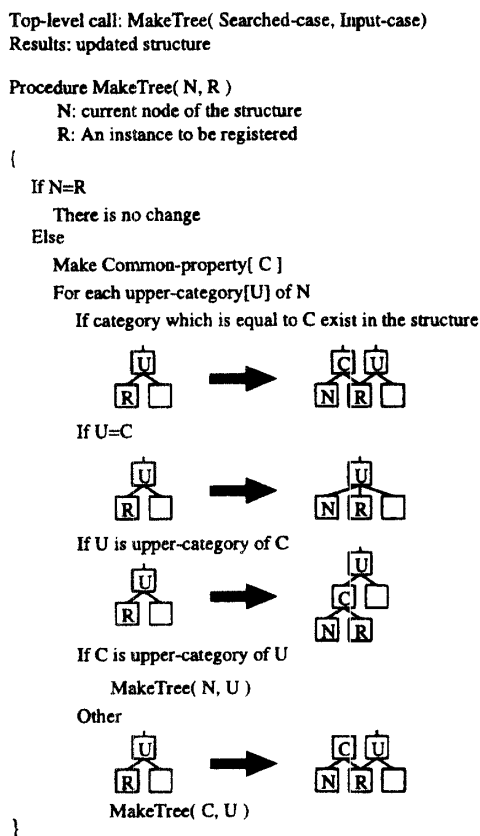 Top-level call: MakeTree( Searched-case, Input-case)
Results: updated structure
Procedure MakeTree( N, R )
N: current node of the structure
R: An instance to be registered
{
If N=R
There is no change
Else
Make Common-property[ C ]
For each upper-category[U] of N
If category which is equal to C exist in the structure
U C U
R N R
If U=C
U U
R N R
If U is upper-category of C
U
U
R C
N R
If C is upper-category of U
MakeTree( N, U )
Other
U C U
R N R
MakeTree( C, U )
}